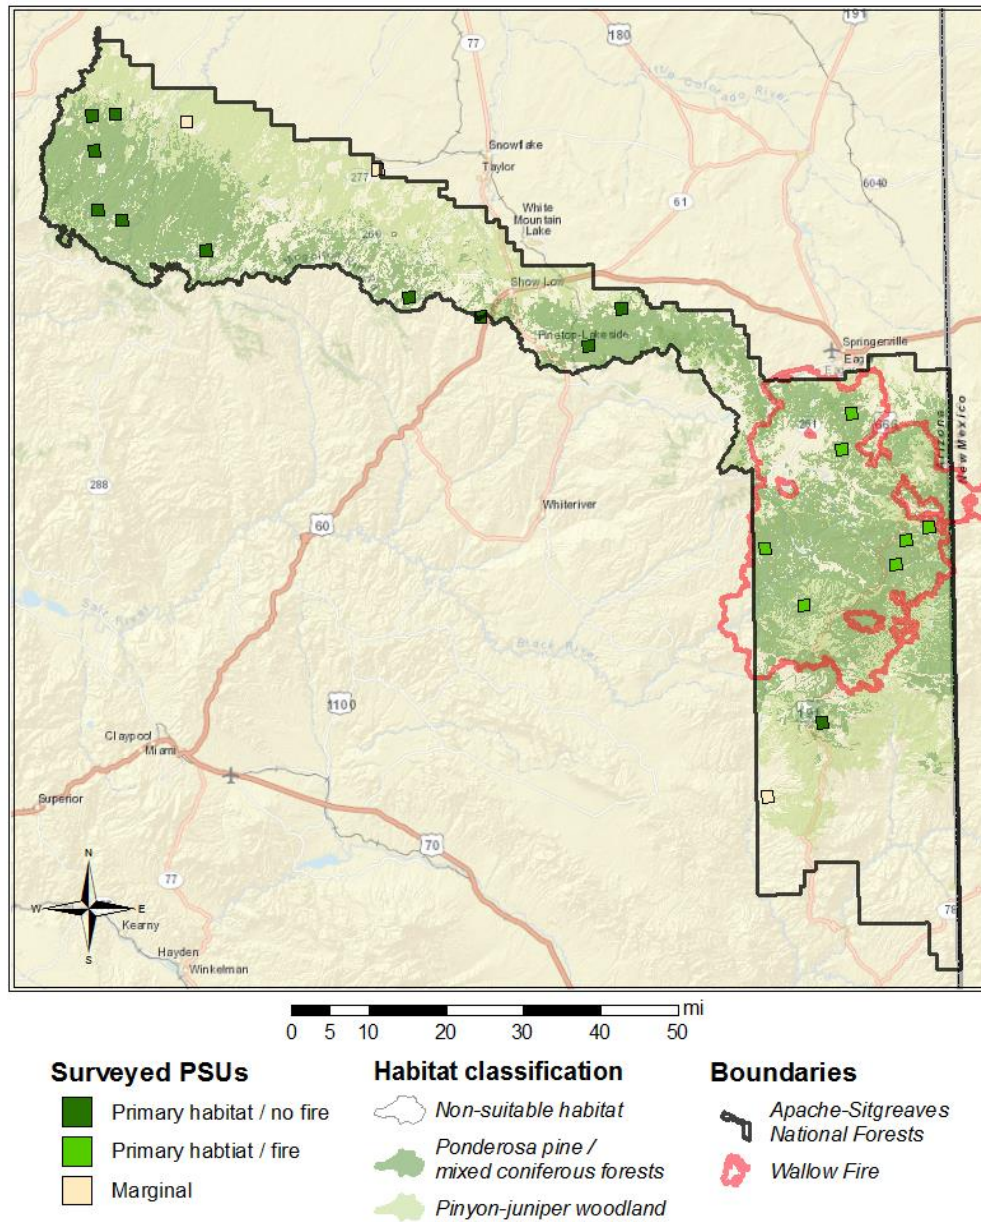 191
180
77
Little Colorado River
Snowflake
Taylor
277
6040
61
White
Mountain
Lake
260
Show Low
Pinetop-Lakeside
Springerville
Eag
261
666
Arizona
New Mexico
288
60
Whiteriver
Salt River
Black River
1100
191
Claypool
Miami
Superior
70
77
78
N
W E
S
Kearny
Hayden
Winkelman
mi
0 5 10 20 30 40 50
Surveyed PSUs
Primary habitat / no fire
Primary habtiat / fire
Marginal
Habitat classification
Non-suitable habitat
Ponderosa pine /
mixed coniferous forests
Pinyon-juniper woodland
Boundaries
Apache-Sitgreaves
National Forests
Wallow Fire